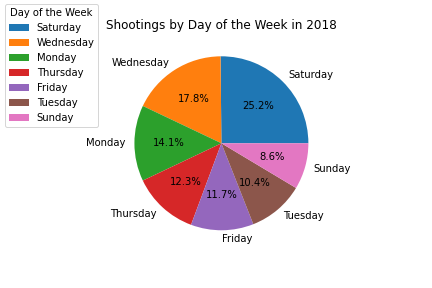 Day of the Week
Saturday
Wednesday
Monday
Thursday
Friday
Tuesday
Sunday
Shootings by Day of the Week in 2018
Wednesday
Saturday
17.8%
25.2%
Monday
14.1%
8.6%
Sunday
12.3%
11.7%
10.4%
Thursday
Tuesday
Friday